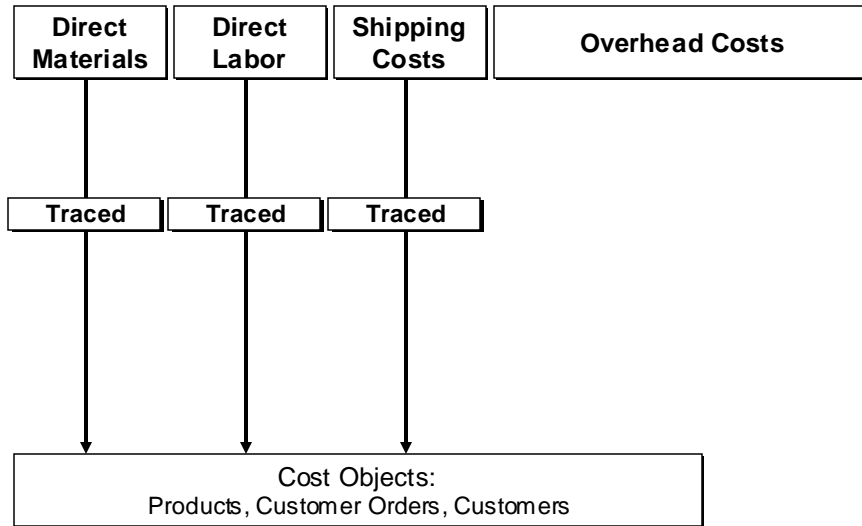 Direct
Materials
Direct
Labor
Shipping
Costs
Overhead Costs
Traced
Traced
Traced
Cost Objects:
Products, Customer Orders, Customers